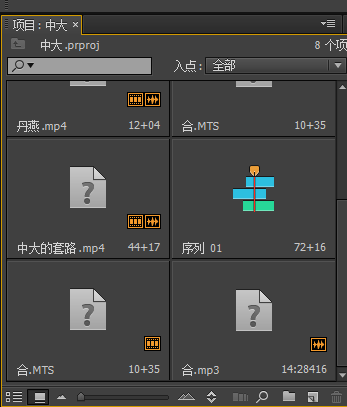 项目：中大 ×
中大.prproj
8 个项
入点：全部
丹燕.mp4 12+04
合.MTS 10+35
中大的套路.mp4 44+17
序列 01 72+16
合.MTS 10+35
合.mp3 14:28416